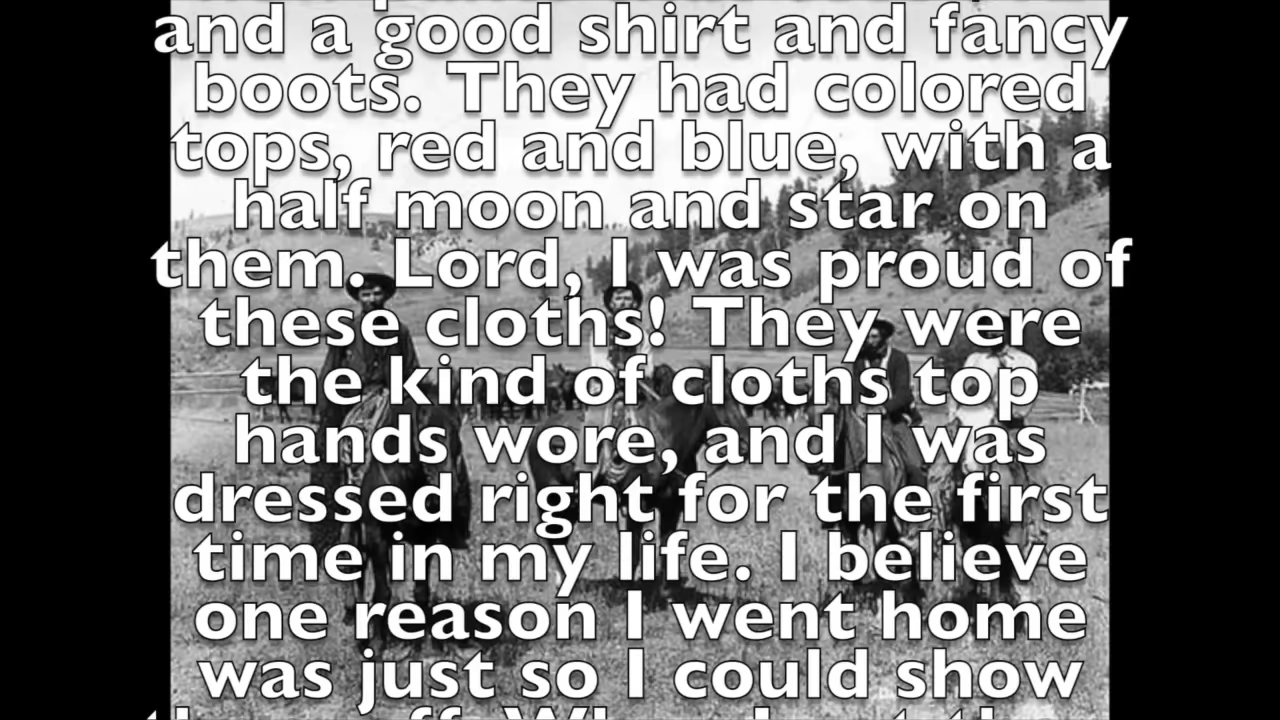 and a good shirt and fancy
boots. They had colored
tops, red and blue, with a
half moon and star on
them. Lord, I was proud of
these cloths! They were
the kind of cloths top
hands wore, and I was
dressed right for the first
time in my life. I believe
one reason I went home
was just so I could show